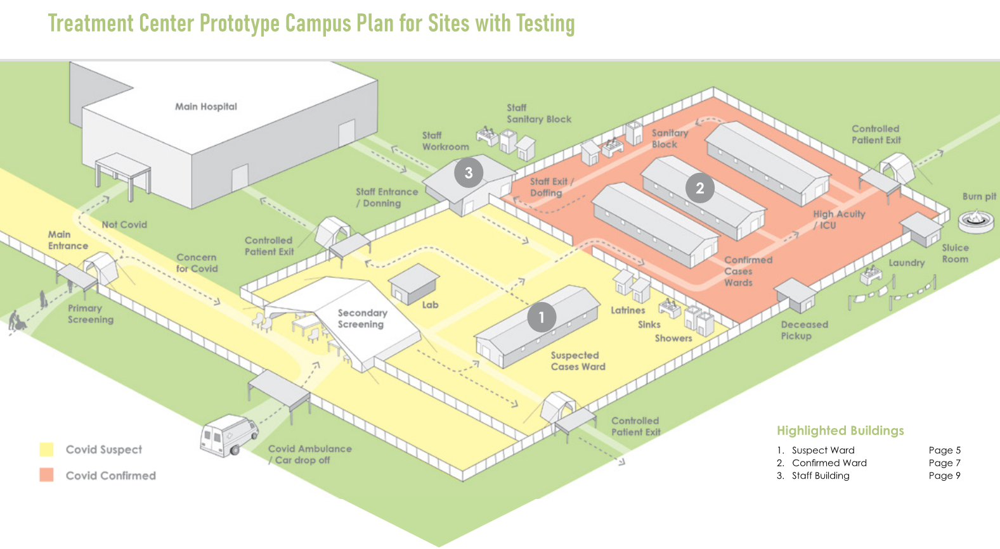 Treatment Center Prototype Campus Plan for Sites with Testing
Main Hospital
Staff
Sanitary Block
Staff
Workroom
Sanitary
Block
Controlled
Patient Exit
3
2
Staff Exit /
Doffing
Staff Entrance
/ Donning
Burn pit
High Acuity
/ ICU
Not Covid
Main
Entrance
Controlled
Patient Exit
Concern
for Covid
Sluice
Room
Laundry
Confirmed
Cases
Wards
Lab
Primary
Screening
Secondary
Screening
1
Latrines
Sinks
Showers
Deceased
Pickup
Suspected
Cases Ward
Controlled
Patient Exit
Covid Ambulance
/ Car drop off
Covid Suspect
Covid Confirmed
Highlighted Buildings
1. Suspect Ward Page 5
2. Confirmed Ward Page 7
3. Staff Building Page 9